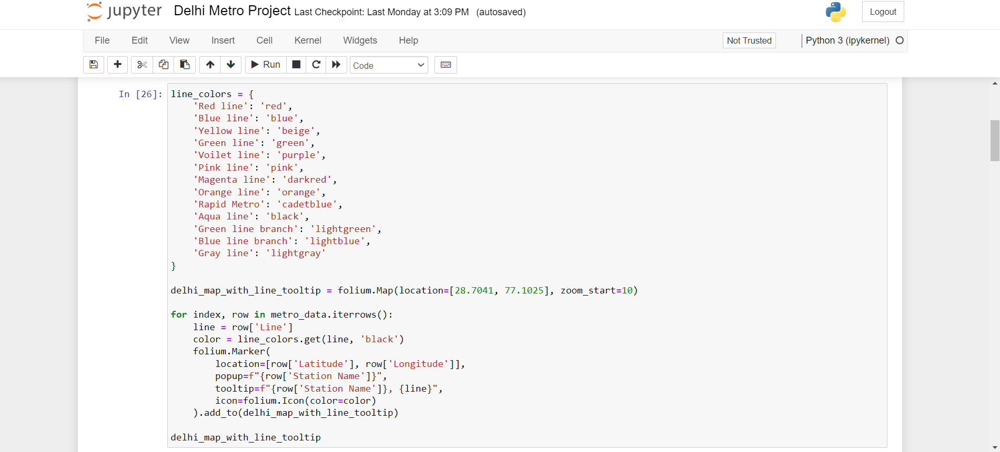 jupyter Delhi Metro Project Last Checkpoint: Last Monday at 3:09 PM (autosaved)
Logout
File Edit View Insert Cell Kernel Widgets Help
Not Trusted
Python 3 (ipykernel)
Run
Code
In [26]:
line_colors = {
    'Red line': 'red',
    'Blue line': 'blue',
    'Yellow line': 'beige',
    'Green line': 'green',
    'Voilet line': 'purple',
    'Pink line': 'pink',
    'Magenta line': 'darkred',
    'Orange line': 'orange',
    'Rapid Metro': 'cadetblue',
    'Aqua line': 'black',
    'Green line branch': 'lightgreen',
    'Blue line branch': 'lightblue',
    'Gray line': 'lightgray'
}
delhi_map_with_line_tooltip = folium.Map(location=[28.7041, 77.1025], zoom_start=10)
for index, row in metro_data.iterrows():
    line = row['Line']
    color = line_colors.get(line, 'black')
    folium.Marker(
        location=[row['Latitude'], row['Longitude']],
        popup=f"{row['Station Name']}",
        tooltip=f"{row['Station Name']}, {line}",
        icon=folium.Icon(color=color)
    ).add_to(delhi_map_with_line_tooltip)
delhi_map_with_line_tooltip